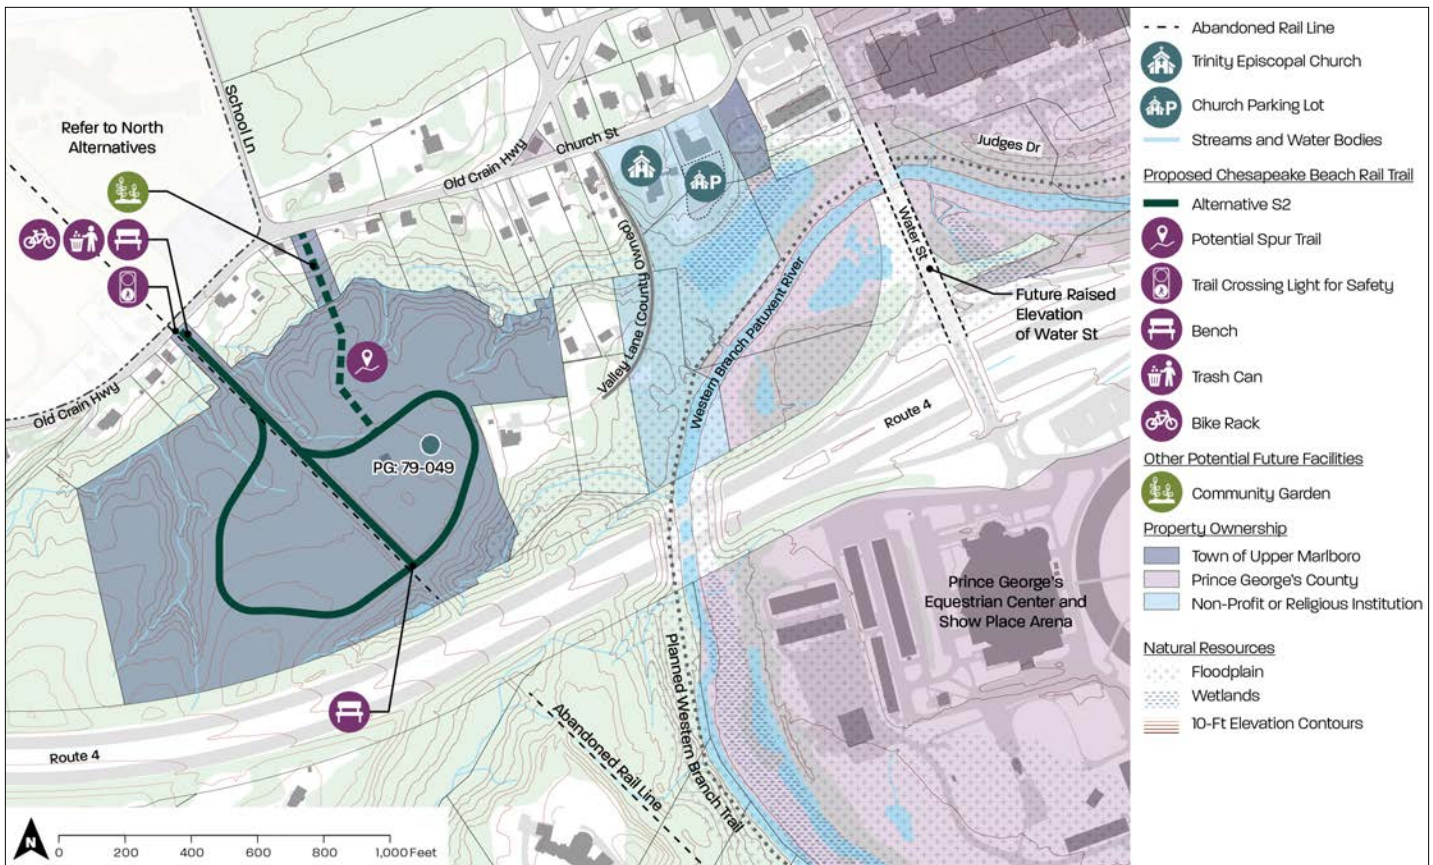 Refer to North
Alternatives
School Ln
Old Crain Hwy
Church St
P
Judges Dr
Water St
Valley Lane (County Owned)
Western Branch Patuxent River
Future Raised
Elevation
of Water St
Old Crain Hwy
Route 4
PG: 79-049
Prince George's
Equestrian Center and
Show Place Arena
Planned Western Branch Trail
Abandoned Rail Line
Route 4
N
0 200 400 600 800 1,000 Feet
Abandoned Rail Line
Trinity Episcopal Church
P
Church Parking Lot
Streams and Water Bodies
Proposed Chesapeake Beach Rail Trail
Alternative S2
Potential Spur Trail
Trail Crossing Light for Safety
Bench
Trash Can
Bike Rack
Other Potential Future Facilities
Community Garden
Property Ownership
Town of Upper Marlboro
Prince George's County
Non-Profit or Religious Institution
Natural Resources
Floodplain
Wetlands
10-Ft Elevation Contours